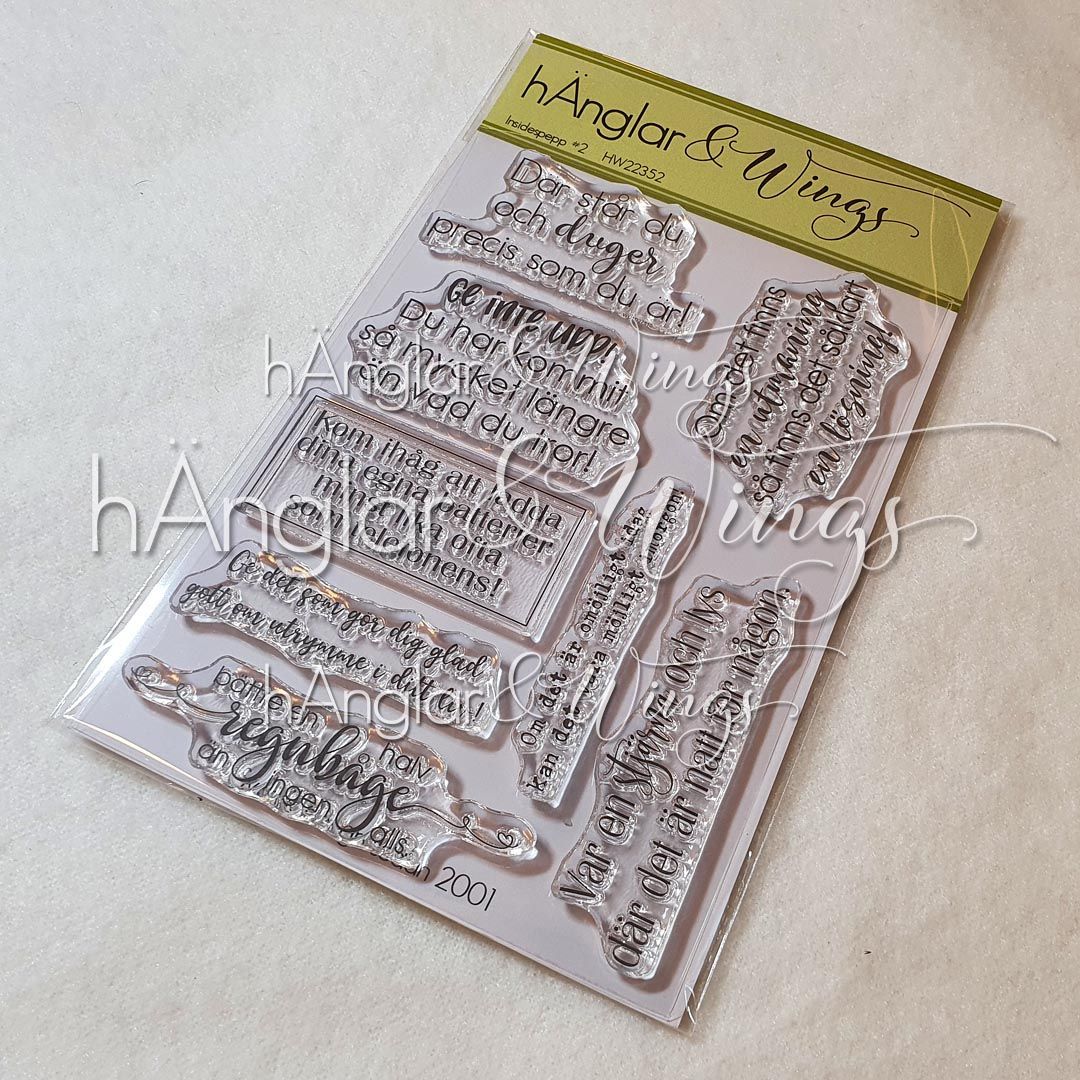 hÄnglar & Wings
Insidespepp #2 HW22352
Där står du
och duger
precis som du är!
Ge inte upp!
Du har kommit
så mycket längre
än vad du tror!
Om det finns
en utmaning
så finns det såklart
en lösning!
kom ihåg att ladda
dina egna batterier
minst lika ofta
som telefonens!
Ge det som gör dig glad
gott om utrymme i ditt liv!
bättre en halv
regnbåge
än ingen alls.
Om det är omöjligt idag
kan det vara möjligt imorgon!
Var en stjärna och lys
där det är natt för någon.
2001
hÄnglar & Wings
hÄnglar & Wings
hÄnglar & Wings